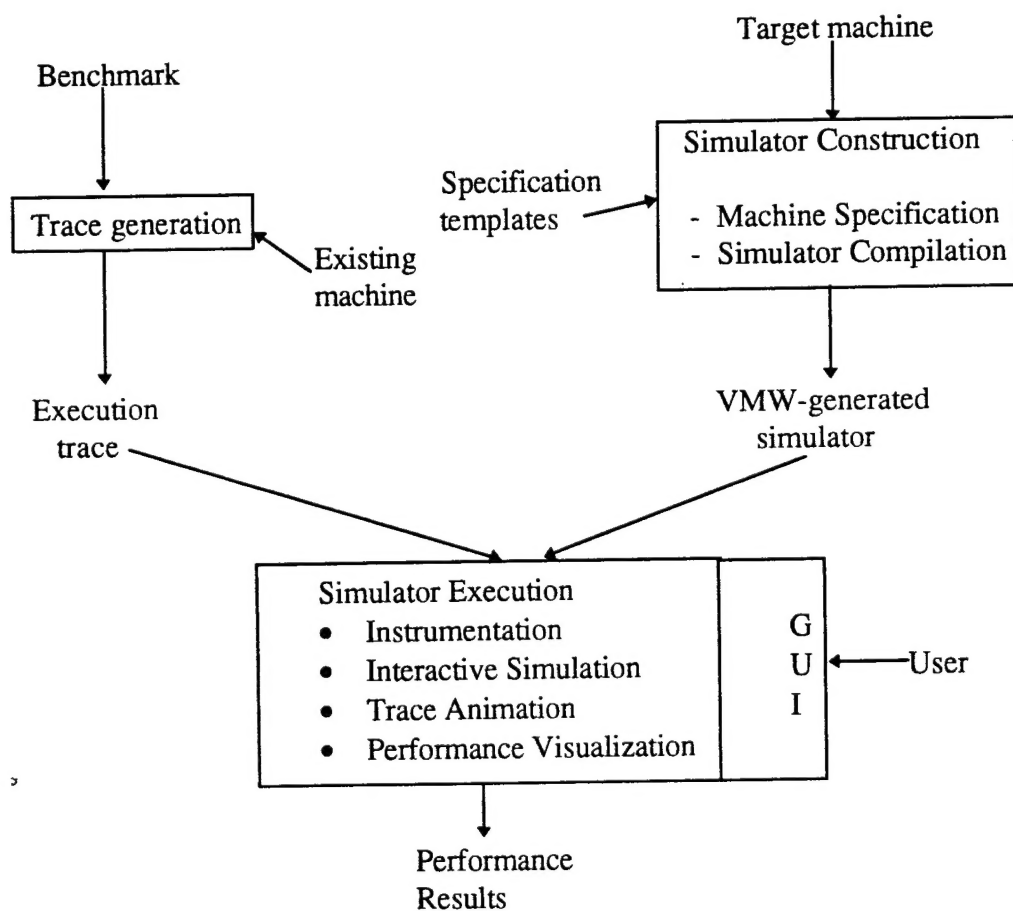 Target machine
Benchmark
Simulator Construction
Specification
templates
- Machine Specification
- Simulator Compilation
Trace generation
Existing
machine
Execution
trace
VMW-generated
simulator
Simulator Execution
• Instrumentation
• Interactive Simulation
• Trace Animation
• Performance Visualization
G
U
I
User
Performance
Results